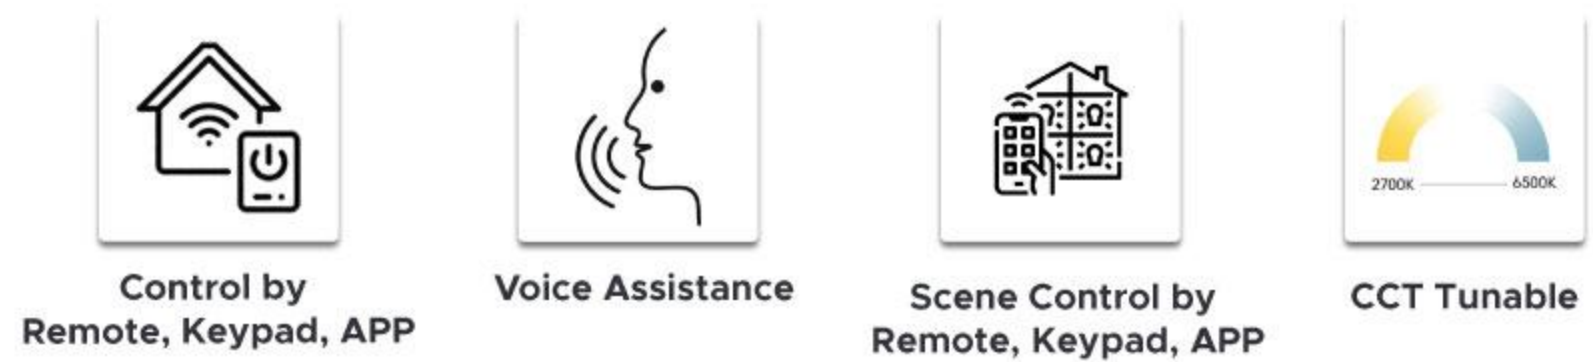 2700K
6500K
Control by
Remote, Keypad, APP
Voice Assistance
Scene Control by
Remote, Keypad, APP
CCT Tunable